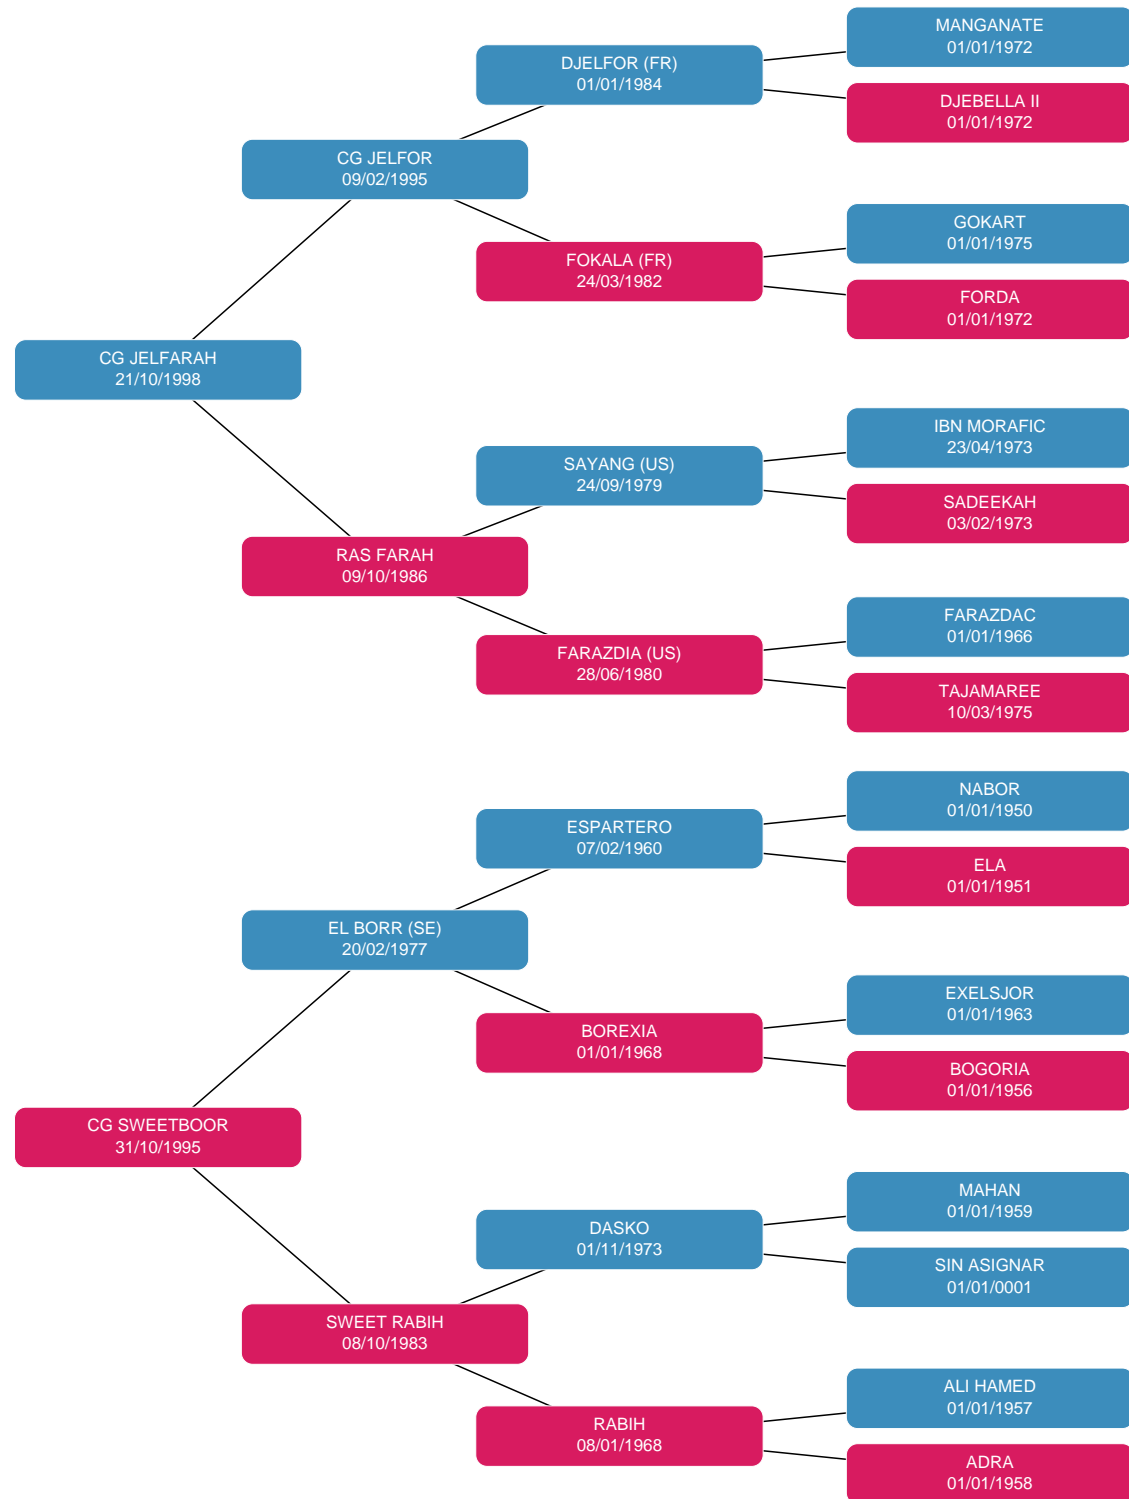 MANGANATE
01/01/1972
DJELFOR (FR)
01/01/1984
DJEBELLA II
01/01/1972
CG JELFOR
09/02/1995
GOKART
01/01/1975
FOKALA (FR)
24/03/1982
FORDA
01/01/1972
CG JELFARAH
21/10/1998
IBN MORAFIC
23/04/1973
SAYANG (US)
24/09/1979
SADEEKAH
03/02/1973
RAS FARAH
09/10/1986
FARAZDAC
01/01/1966
FARAZDIA (US)
28/06/1980
TAJAMAREE
10/03/1975
NABOR
01/01/1950
ESPARTERO
07/02/1960
ELA
01/01/1951
EL BORR (SE)
20/02/1977
EXELSJOR
01/01/1963
BOREXIA
01/01/1968
BOGORIA
01/01/1956
CG SWEETBOOR
31/10/1995
MAHAN
01/01/1959
DASKO
01/11/1973
SIN ASIGNAR
01/01/0001
SWEET RABIH
08/10/1983
ALI HAMED
01/01/1957
RABIH
08/01/1968
ADRA
01/01/1958